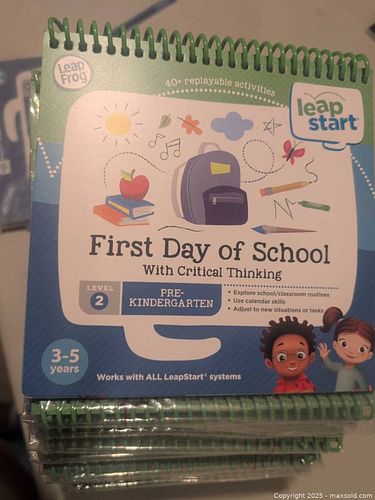 Leap
Frog
40+ replayable activities
leap
start
First Day of School
With Critical Thinking
LEVEL
2
PRE-
KINDERGARTEN
• Explore school/classroom routines
• Use calendar skills
• Adjust to new situations or tasks
3-5
years
Works with ALL LeapStart® systems
Copyright 2025 - maxsold.com